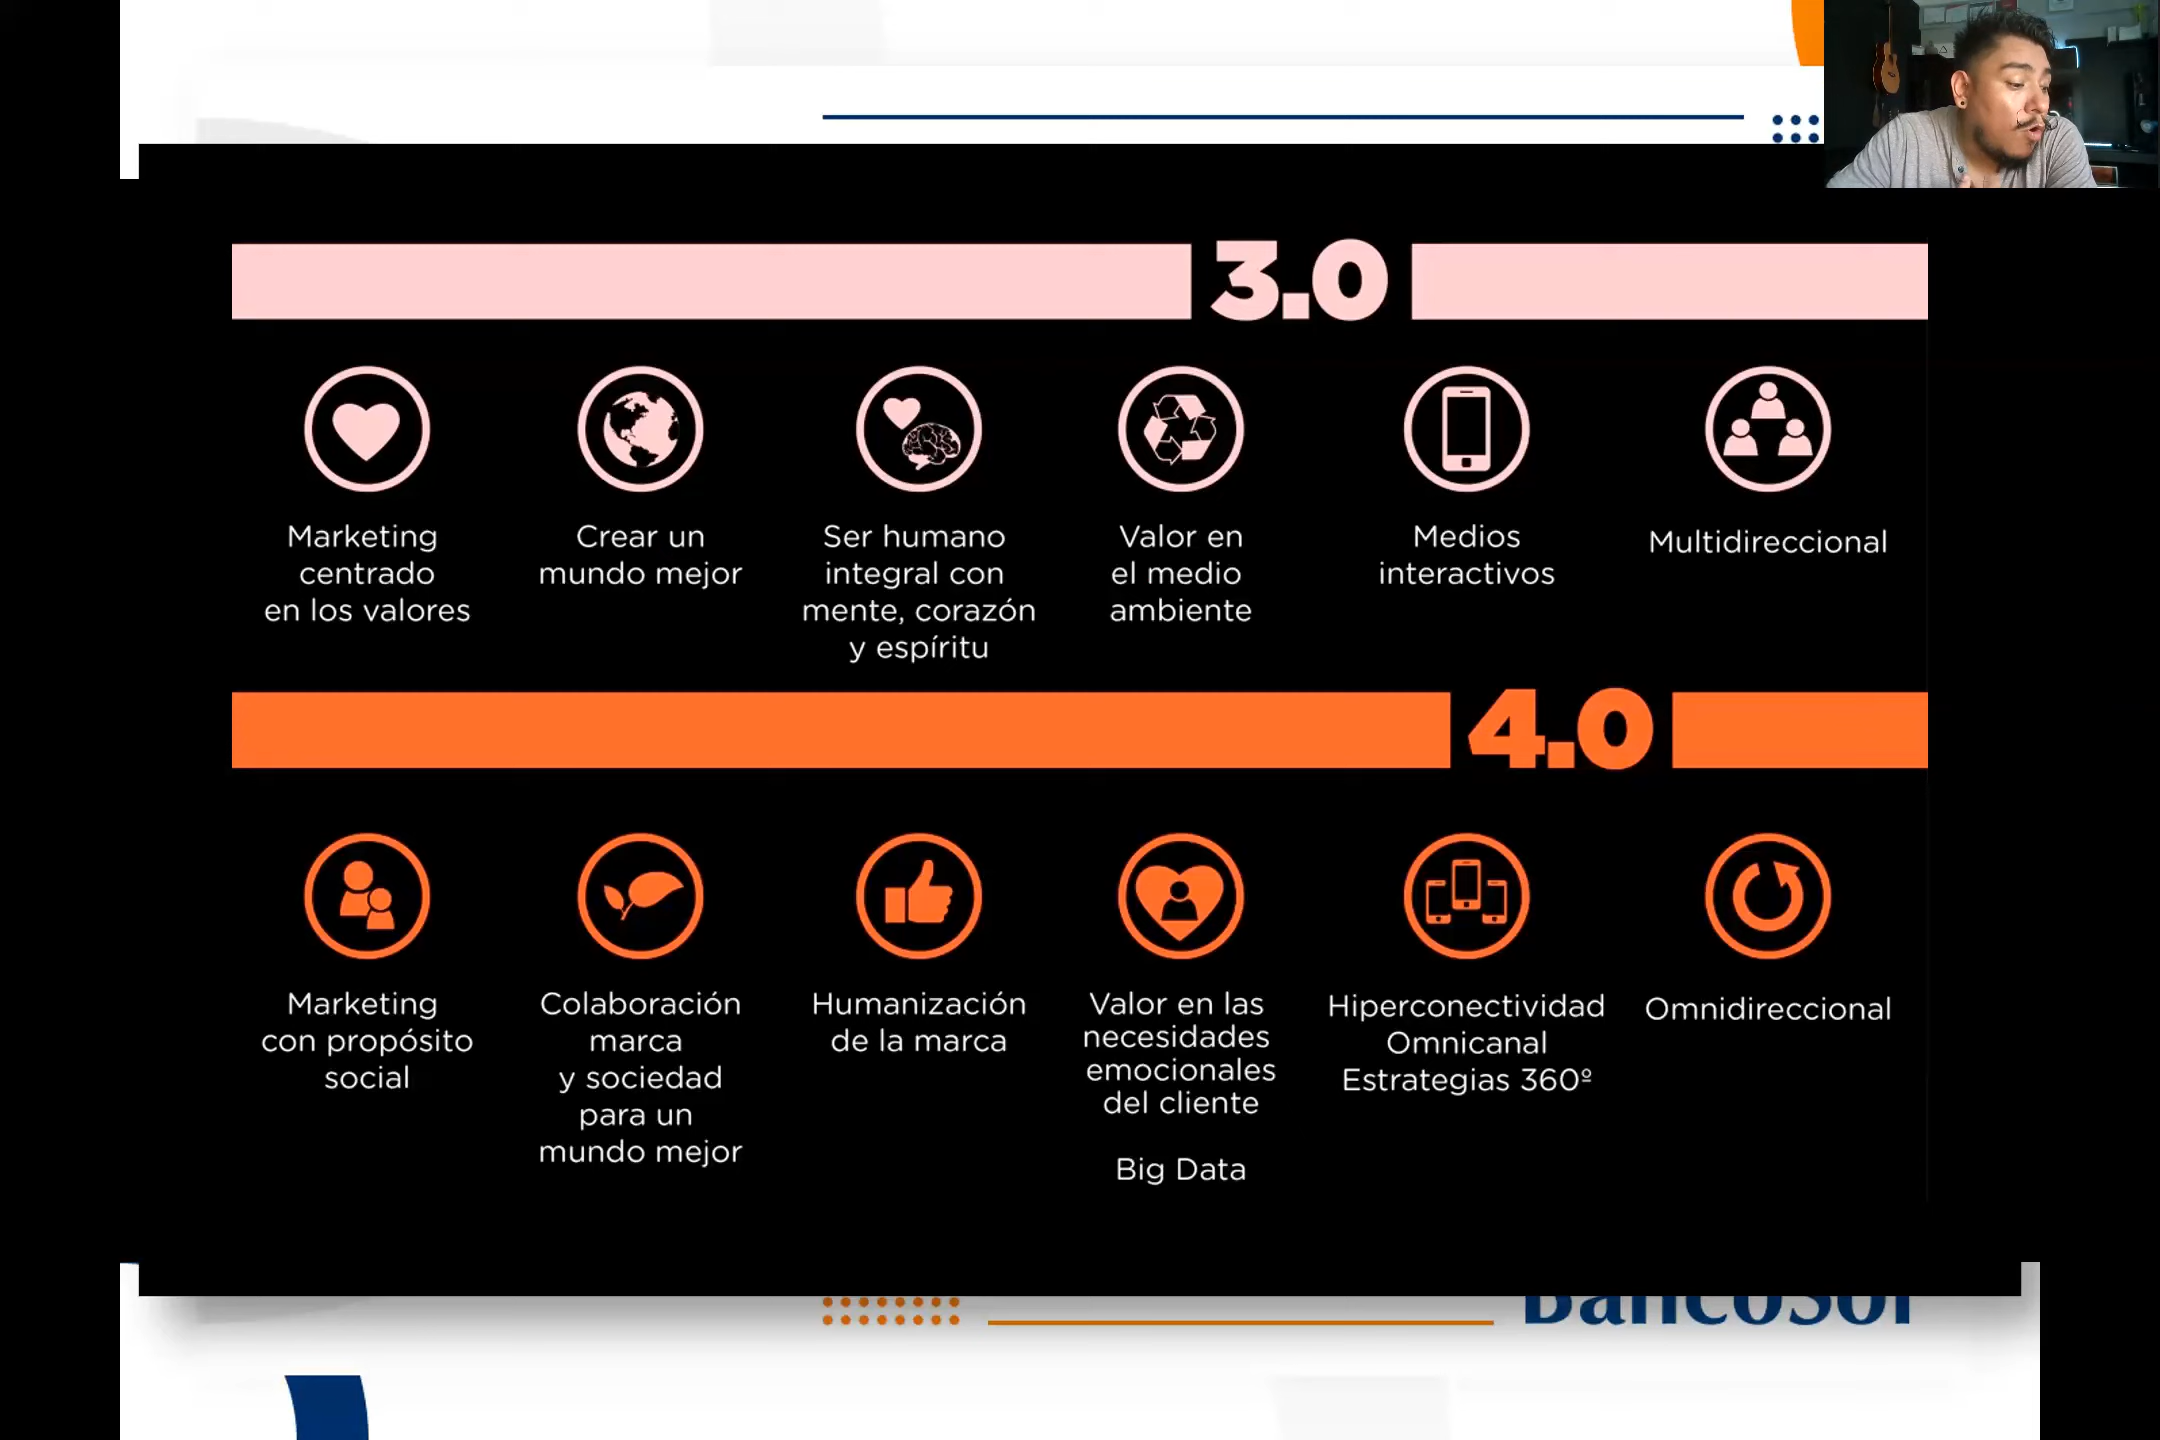 3.0
Marketing
centrado
en los valores
Crear un
mundo mejor
Ser humano
integral con
mente, corazón
y espíritu
Valor en
el medio
ambiente
Medios
interactivos
Multidireccional
4.0
Marketing
con propósito
social
Colaboración
marca
y sociedad
para un
mundo mejor
Humanización
de la marca
Valor en las
necesidades
emocionales
del cliente
Big Data
Hiperconectividad
Omnicanal
Estrategias 360º
Omnidireccional
BancoSol